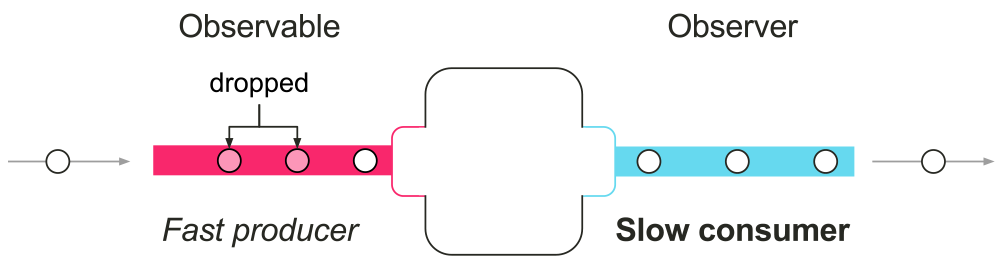 Observable
Observer
dropped
Fast producer
Slow consumer